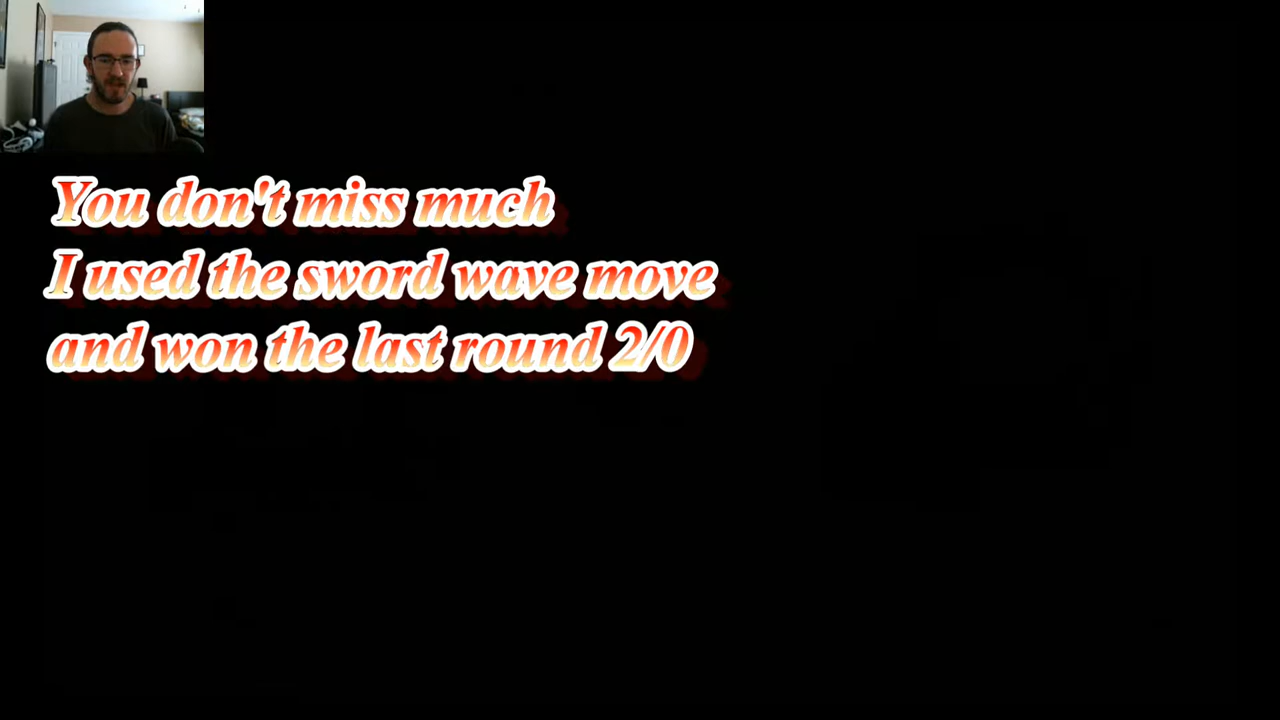 You don't miss much
I used the sword wave move
and won the last round 2/0